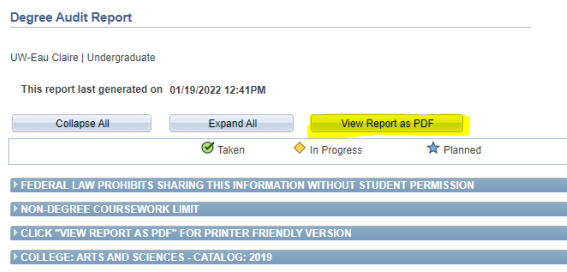 Degree Audit Report
UW-Eau Claire | Undergraduate
This report last generated on 01/19/2022 12:41PM
Collapse All Expand All View Report as PDF
Taken In Progress Planned
FEDERAL LAW PROHIBITS SHARING THIS INFORMATION WITHOUT STUDENT PERMISSION
NON-DEGREE COURSEWORK LIMIT
CLICK "VIEW REPORT AS PDF" FOR PRINTER FRIENDLY VERSION
COLLEGE: ARTS AND SCIENCES - CATALOG: 2019